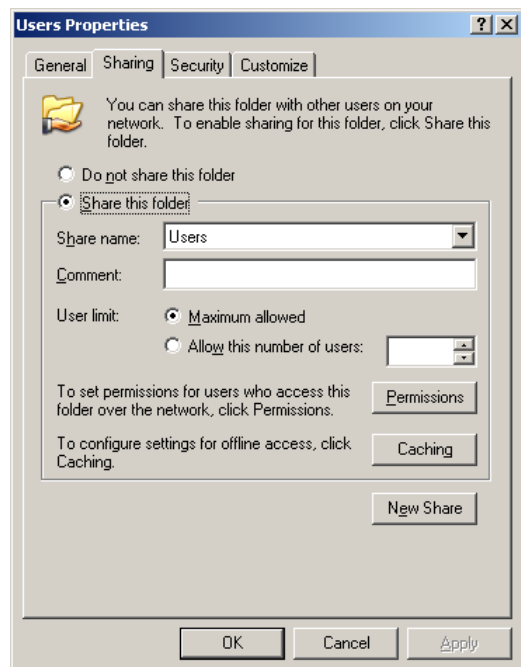 Users Properties
General Sharing Security Customize
You can share this folder with other users on your
network. To enable sharing for this folder, click Share this
folder.
Do not share this folder
Share this folder
Share name: Users
Comment:
User limit: Maximum allowed
Allow this number of users:
To set permissions for users who access this
folder over the network, click Permissions.
Permissions
To configure settings for offline access, click
Caching.
Caching
New Share
OK Cancel Apply